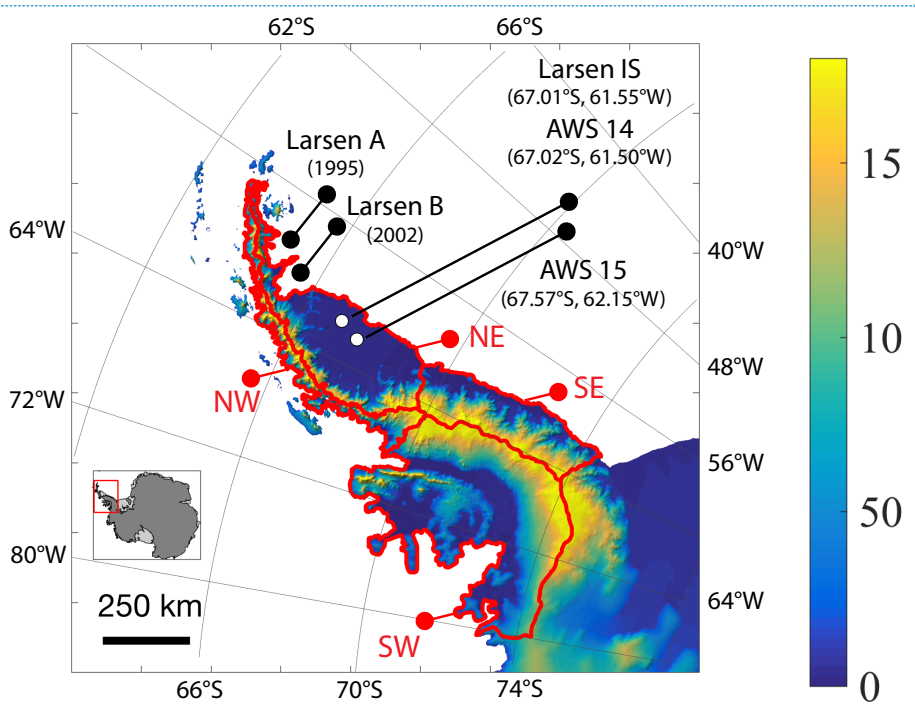 62°S 66°S
Larsen IS
(67.01°S, 61.55°W)
AWS 14
(67.02°S, 61.50°W)
Larsen A
(1995)
Larsen B
(2002)
AWS 15
(67.57°S, 62.15°W)
64°W
72°W
80°W
40°W
48°W
56°W
64°W
NE
SE
NW
SW
250 km
66°S 70°S 74°S
15
10
50
0